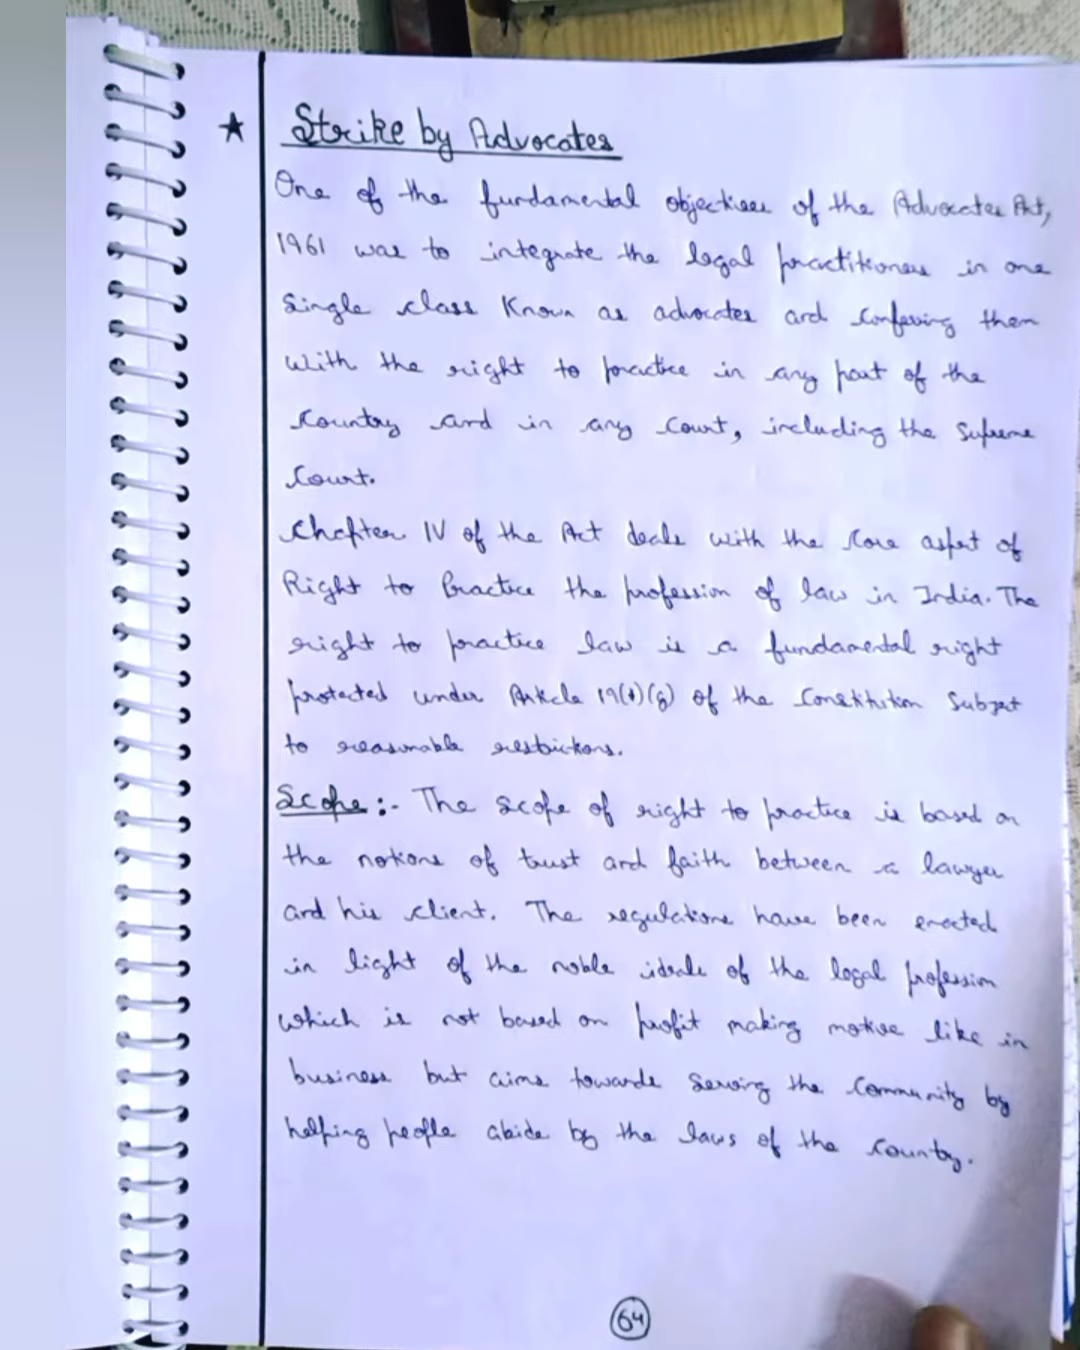 ★ Strike by Advocates
One of the fundamental objectives of the Advocates Act,
1961 was to integrate the legal practitioners in one
single class known as advocates and conferring them
with the right to practice in any part of the
country and in any court, including the Supreme
Court.
Chapter IV of the Act deals with the core aspect of
Right to Practice the profession of law in India. The
right to practice law is a fundamental right
protected under Article 19(1)(g) of the Constitution subject
to reasonable restrictions.
Scope :- The scope of right to practice is based on
the notions of trust and faith between a lawyer
and his client. The regulations have been enacted
in light of the noble ideals of the legal profession
which is not based on profit making motive like in
business but aims towards serving the community by
helping people abide by the laws of the country.
64